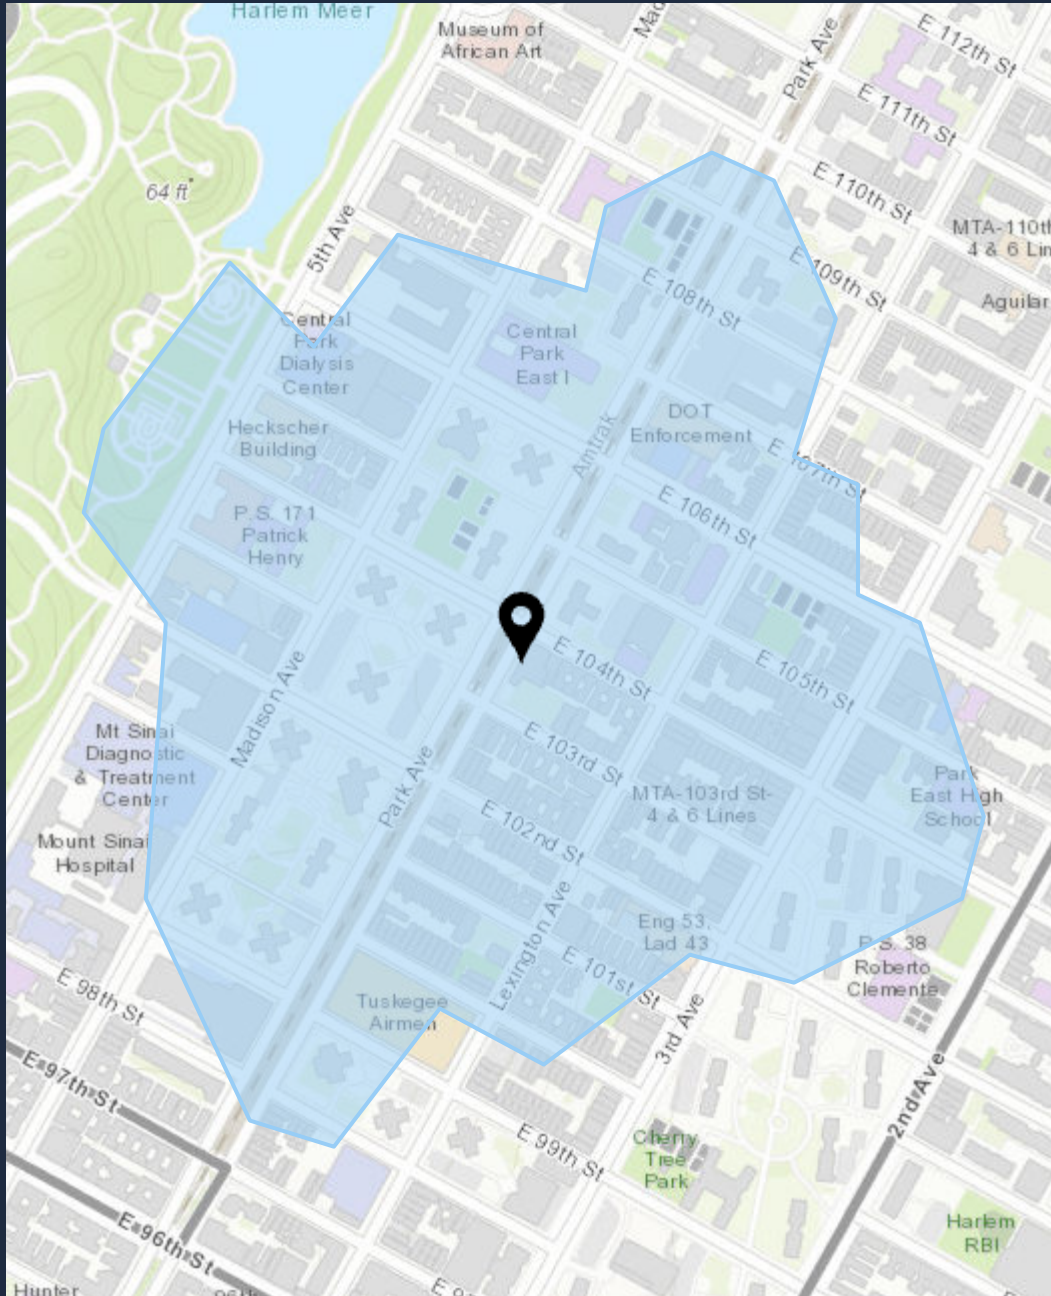 Harlem Meer
Museum of
African Art
Mad
Park Ave
E 112th St
E 111th St
E 110th St
MTA-110th
4 & 6 Lin
64 ft
5th Ave
E 109th St
Aguilar
E 108th St
Central
Park
Dialysis
Center
Central
Park
East I
Heckscher
Building
DOT
Enforcement
Amtrak
E 107th St
P.S. 171
Patrick
Henry
E 106th St
E 105th St
E 104th St
Madison Ave
Mt Sinai
Diagnostic
& Treatment
Center
E 103rd St
Park Ave
MTA-103rd St-
4 & 6 Lines
Park
East High
School
Mount Sinai
Hospital
E 102nd St
Lexington Ave
Eng 53,
Lad 43
P.S. 38
Roberto
Clemente
E 101st St
E 98th St
Tuskegee
Airmen
3rd Ave
E 97th St
2nd Ave
E 99th St
Cherry
Tree
Park
E 96th St
Harlem
RBI
Hunter